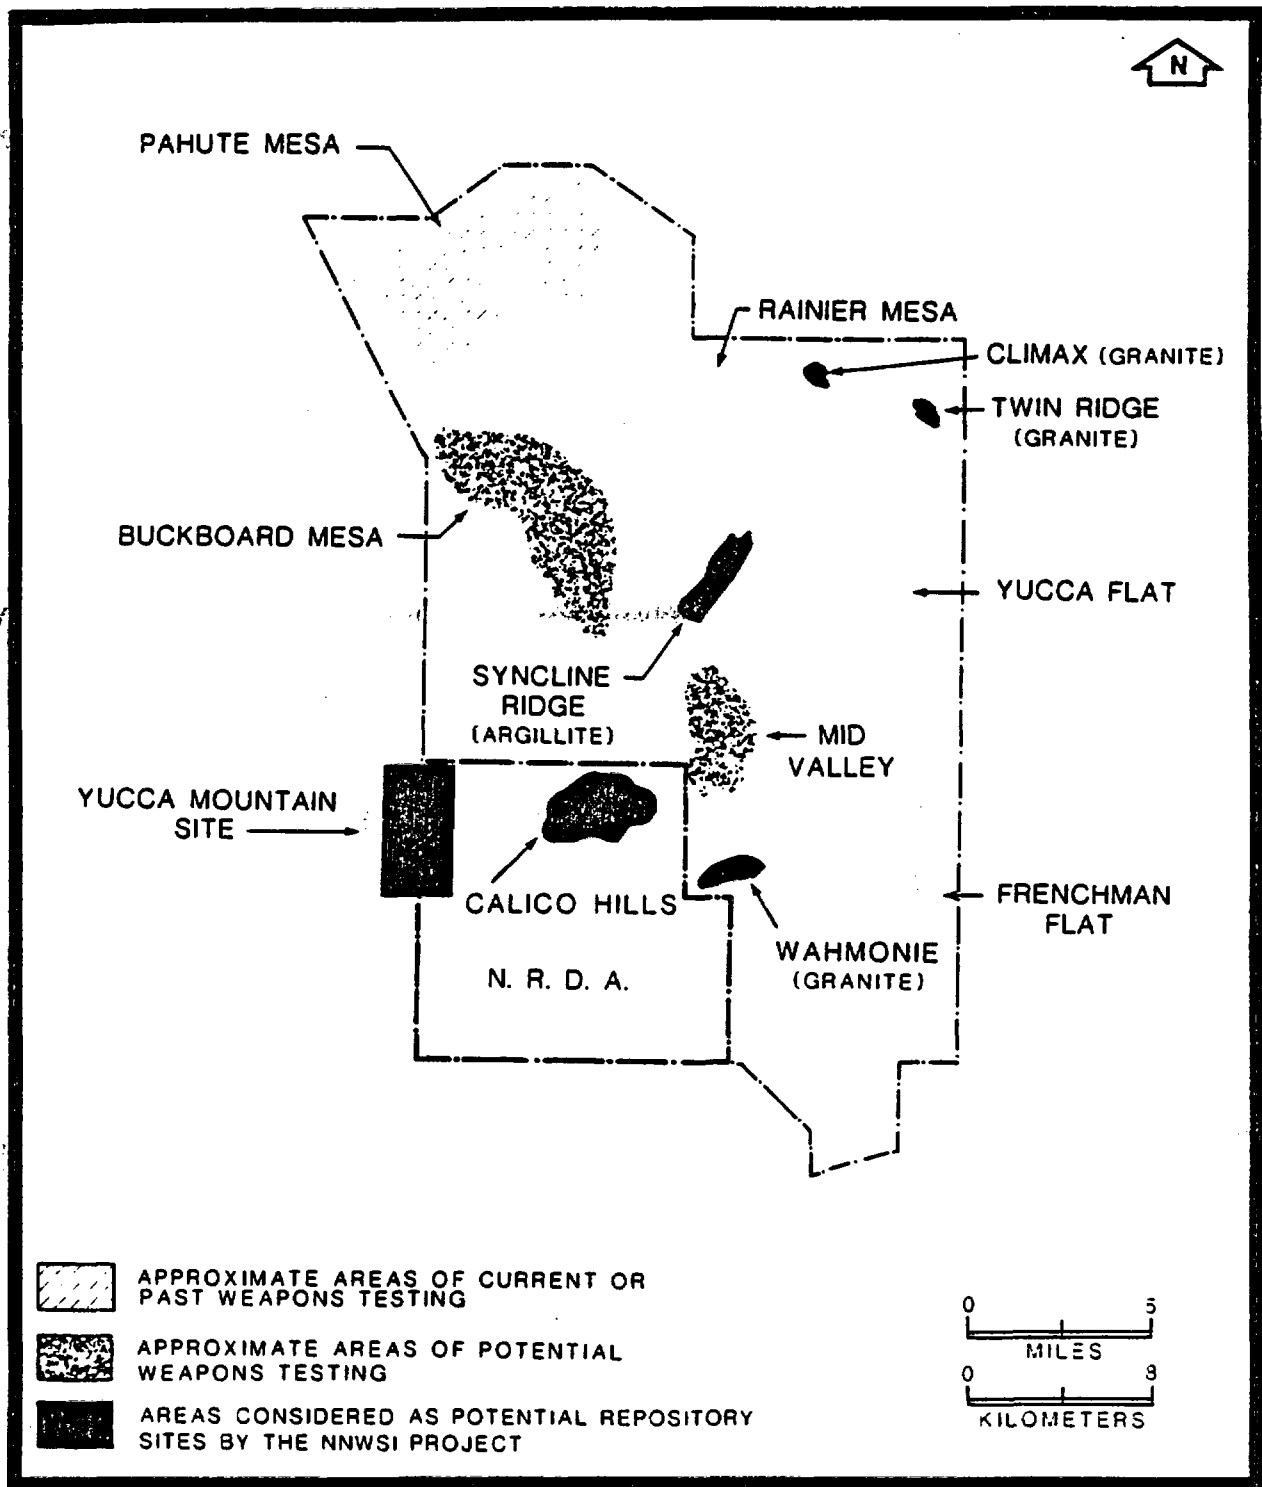 N
PAHUTE MESA
RAINIER MESA
CLIMAX (GRANITE)
TWIN RIDGE
(GRANITE)
BUCKBOARD MESA
YUCCA FLAT
SYNCLINE
RIDGE
(ARGILLITE)
MID
VALLEY
YUCCA MOUNTAIN
SITE
CALICO HILLS
FRENCHMAN
FLAT
WAHMONIE
(GRANITE)
N. R. D. A.
APPROXIMATE AREAS OF CURRENT OR
PAST WEAPONS TESTING
APPROXIMATE AREAS OF POTENTIAL
WEAPONS TESTING
AREAS CONSIDERED AS POTENTIAL REPOSITORY
SITES BY THE NNWSI PROJECT
0 5
MILES
0 8
KILOMETERS